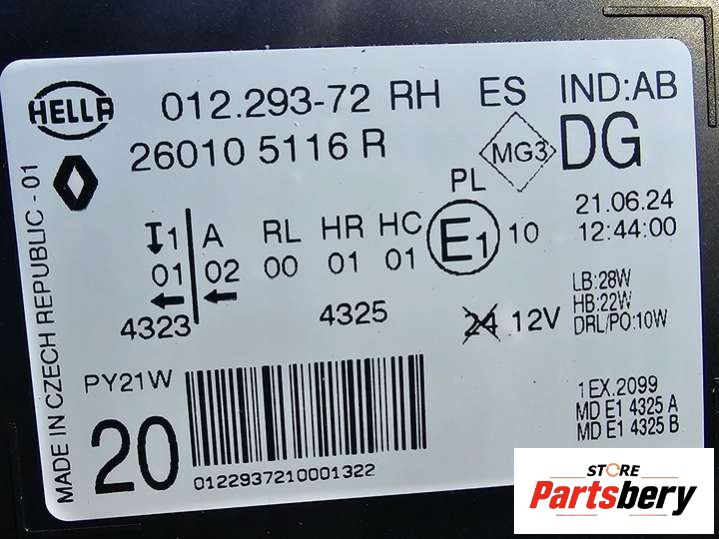 HELLA 012.293-72 RH ES IND:AB
26010 5116 R MG3 DG
MADE IN CZECH REPUBLIC - 01
PL
21.06.24
12:44:00
1 A RL HR HC E1 10
01 02 00 01 01
4323 4325 24 12V
LB:28W
HB:22W
DRL/PO:10W
PY21W
20
0122937210001322
1EX.2099
MD E1 4325 A
MD E1 4325 B
STORE
Partsbery